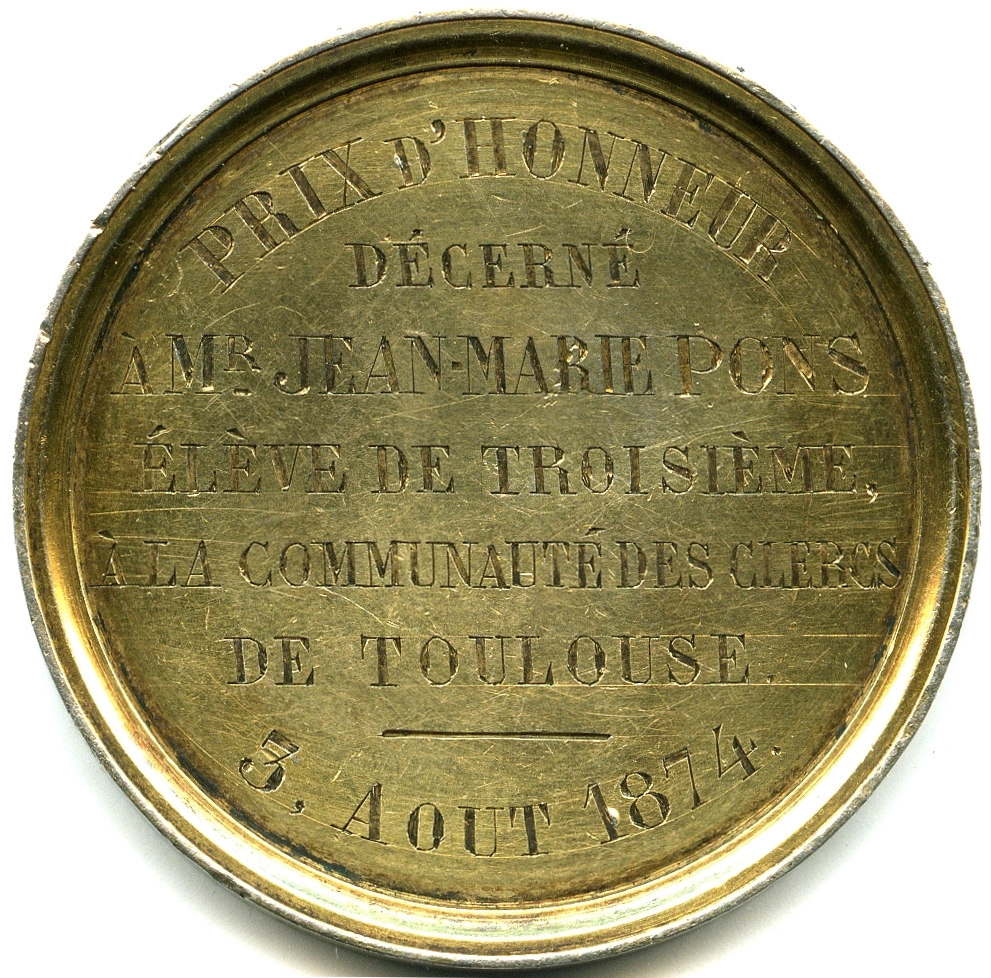 PRIX D'HONNEUR
DÉCERNÉ
À MR. JEAN-MARIE PONS
ÉLÈVE DE TROISIÈME,
À LA COMMUNAUTÉ DES CLERCS
DE TOULOUSE.
3, AOUT 1874.